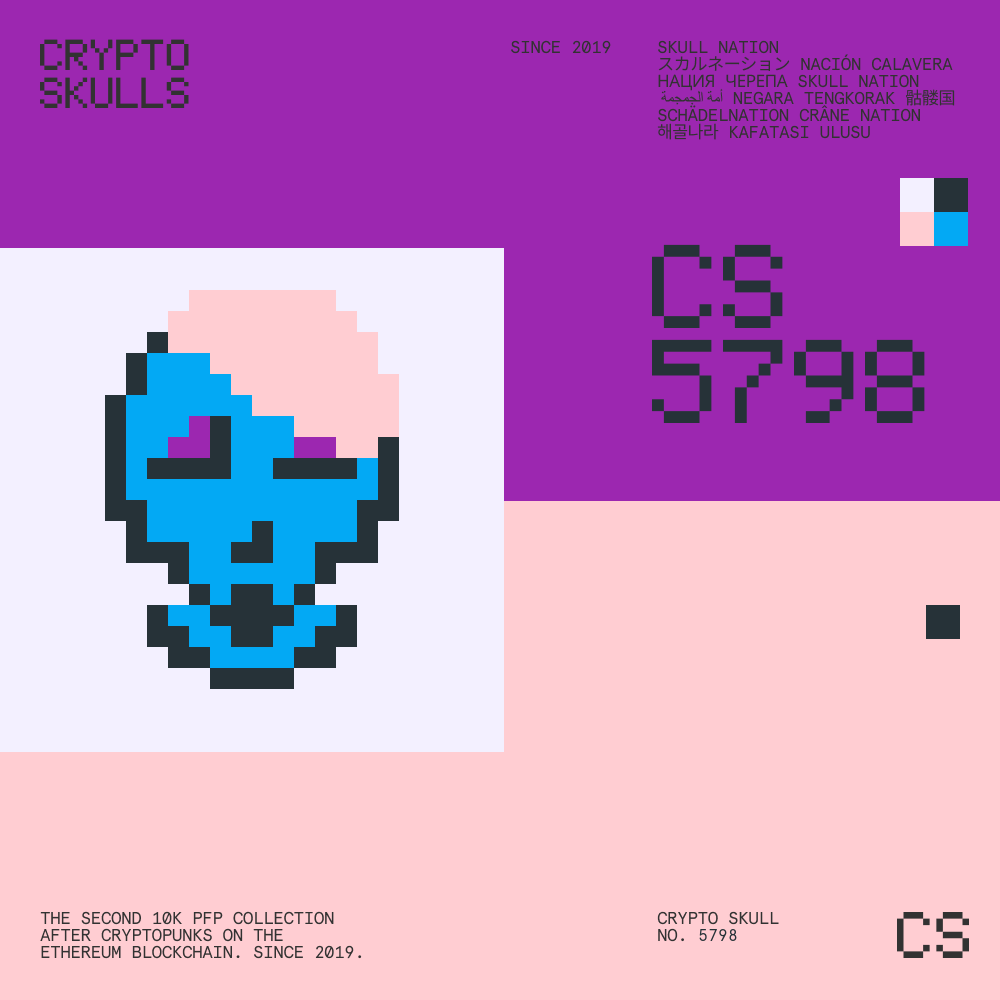 CRYPTO
SKULLS
SINCE 2019
SKULL NATION
スカルネーション NACIÓN CALAVERA
НАЦИЯ ЧЕРЕПА SKULL NATION
أمة الجمجمة NEGARA TENGKORAK 骷髅国
SCHÄDELNATION CRÂNE NATION
해골나라 KAFATASI ULUSU
CS
5798
THE SECOND 10K PFP COLLECTION
AFTER CRYPTOPUNKS ON THE
ETHEREUM BLOCKCHAIN. SINCE 2019.
CRYPTO SKULL
NO. 5798
CS